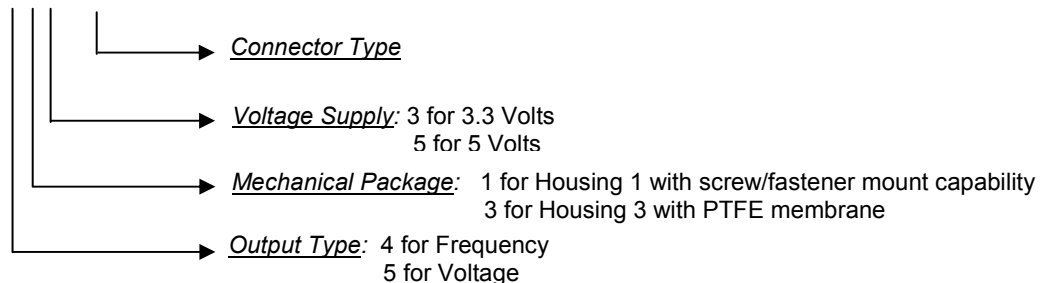 Connector Type
Voltage Supply: 3 for 3.3 Volts
5 for 5 Volts
Mechanical Package: 1 for Housing 1 with screw/fastener mount capability
3 for Housing 3 with PTFE membrane
Output Type: 4 for Frequency
5 for Voltage